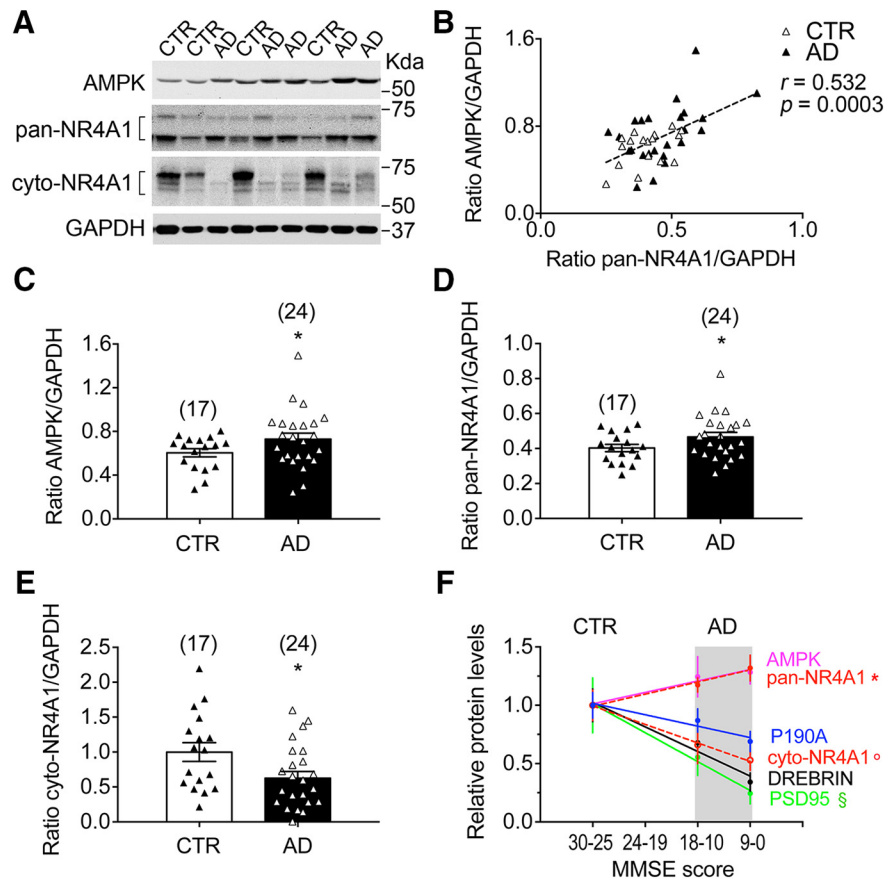 A
CTR CTR AD CTR AD AD CTR AD AD
Kda
AMPK
50
75
pan-NR4A1
cyto-NR4A1
75
50
GAPDH
37
B
Ratio AMPK/GAPDH
1.6
0.8
0.0
0.0 0.5 1.0
Ratio pan-NR4A1/GAPDH
△ CTR
▲ AD
r = 0.532
p = 0.0003
C
Ratio AMPK/GAPDH
1.6
1.2
0.8
0.4
0.0
(17)
(24)
*
CTR AD
D
Ratio pan-NR4A1/GAPDH
1.0
0.8
0.6
0.4
0.2
0.0
(17)
(24)
*
CTR AD
E
Ratio cyto-NR4A1/GAPDH
2.5
2.0
1.5
1.0
0.5
0.0
(17) (24)
*
CTR AD
F
Relative protein levels
1.5
1.0
0.5
0.0
CTR AD
AMPK
pan-NR4A1 *
P190A
cyto-NR4A1 °
DREBRIN
PSD95 §
30-25 24-19 18-10 9-0
MMSE score